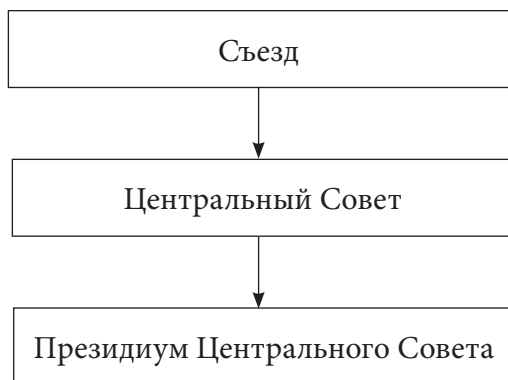 Съезд
Центральный Совет
Президиум Центрального Совета